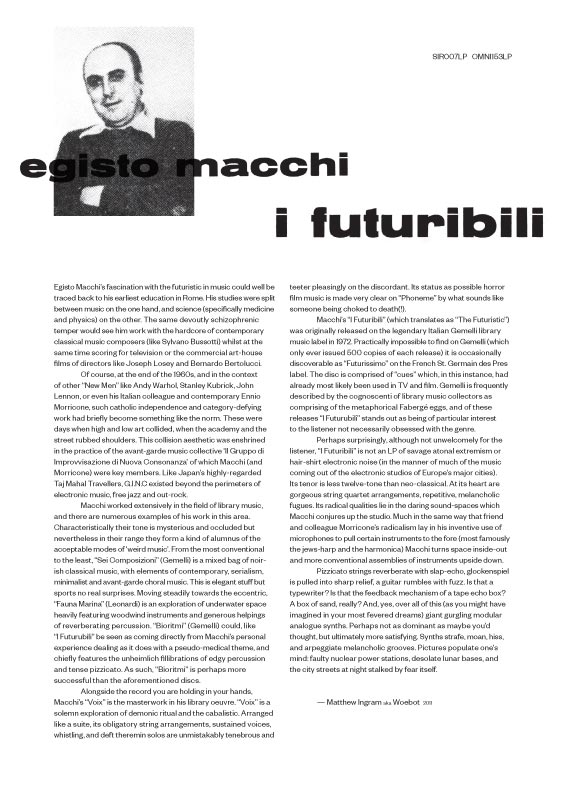 SIR007LP OMNI153LP
egisto macchi
i futuribili
Egisto Macchi's fascination with the futuristic in music could well be
traced back to his earliest education in Rome. His studies were split
between music on the one hand, and science (specifically medicine
and physics) on the other. The same devoutly schizophrenic
temper would see him work with the hardcore of contemporary
classical music composers (like Sylvano Bussotti) whilst at the
same time scoring for television or the commercial art-house
films of directors like Joseph Losey and Bernardo Bertolucci.
Of course, at the end of the 1960s, and in the context
of other "New Men" like Andy Warhol, Stanley Kubrick, John
Lennon, or even his Italian colleague and contemporary Ennio
Morricone, such catholic independence and category-defying
work had briefly become something like the norm. These were
days when high and low art collided, when the academy and the
street rubbed shoulders. This collision aesthetic was enshrined
in the practice of the avant-garde music collective 'Il Gruppo di
Improvvisazione di Nuova Consonanza' of which Macchi (and
Morricone) were key members. Like Japan's highly-regarded
Taj Mahal Travellers, G.I.N.C existed beyond the perimeters of
electronic music, free jazz and out-rock.
Macchi worked extensively in the field of library music,
and there are numerous examples of his work in this area.
Characteristically their tone is mysterious and occluded but
nevertheless in their range they form a kind of alumnus of the
acceptable modes of 'weird music'. From the most conventional
to the least, "Sei Composizioni" (Gemelli) is a mixed bag of noir-
ish classical music, with elements of contemporary, serialism,
minimalist and avant-garde choral music. This is elegant stuff but
sports no real surprises. Moving steadily towards the eccentric,
"Fauna Marina" (Leonardi) is an exploration of underwater space
heavily featuring woodwind instruments and generous helpings
of reverberating percussion. "Bioritmi" (Gemelli) could, like
"I Futuribili" be seen as coming directly from Macchi's personal
experience dealing as it does with a pseudo-medical theme, and
chiefly features the unheimlich fillibrations of edgy percussion
and tense pizzicato. As such, "Bioritmi" is perhaps more
successful than the aforementioned discs.
Alongside the record you are holding in your hands,
Macchi's "Voix" is the masterwork in his library oeuvre. "Voix" is a
solemn exploration of demonic ritual and the cabalistic. Arranged
like a suite, its obligatory string arrangements, sustained voices,
whistling, and deft theremin solos are unmistakably tenebrous and
teeter pleasingly on the discordant. Its status as possible horror
film music is made very clear on "Phoneme" by what sounds like
someone being choked to death(!).
Macchi's "I Futuribili" (which translates as "The Futuristic")
was originally released on the legendary Italian Gemelli library
music label in 1972. Practically impossible to find on Gemelli (which
only ever issued 500 copies of each release) it is occasionally
discoverable as "Futurissimo" on the French St. Germain des Pres
label. The disc is comprised of "cues" which, in this instance, had
already most likely been used in TV and film. Gemelli is frequently
described by the cognoscenti of library music collectors as
comprising of the metaphorical Fabergé eggs, and of these
releases "I Futuribili" stands out as being of particular interest
to the listener not necessarily obsessed with the genre.
Perhaps surprisingly, although not unwelcomely for the
listener, "I Futuribili" is not an LP of savage atonal extremism or
hair-shirt electronic noise (in the manner of much of the music
coming out of the electronic studios of Europe's major cities).
Its tenor is less twelve-tone than neo-classical. At its heart are
gorgeous string quartet arrangements, repetitive, melancholic
fugues. Its radical qualities lie in the daring sound-spaces which
Macchi conjures up the studio. Much in the same way that friend
and colleague Morricone's radicalism lay in his inventive use of
microphones to pull certain instruments to the fore (most famously
the jews-harp and the harmonica) Macchi turns space inside-out
and more conventional assemblies of instruments upside down.
Pizzicato strings reverberate with slap-echo, glockenspiel
is pulled into sharp relief, a guitar rumbles with fuzz. Is that a
typewriter? Is that the feedback mechanism of a tape echo box?
A box of sand, really? And, yes, over all of this (as you might have
imagined in your most fevered dreams) giant gurgling modular
analogue synths. Perhaps not as dominant as maybe you'd
thought, but ultimately more satisfying. Synths strafe, moan, hiss,
and arpeggiate melancholic grooves. Pictures populate one's
mind: faulty nuclear power stations, desolate lunar bases, and
the city streets at night stalked by fear itself.
— Matthew Ingram aka Woebot 2011